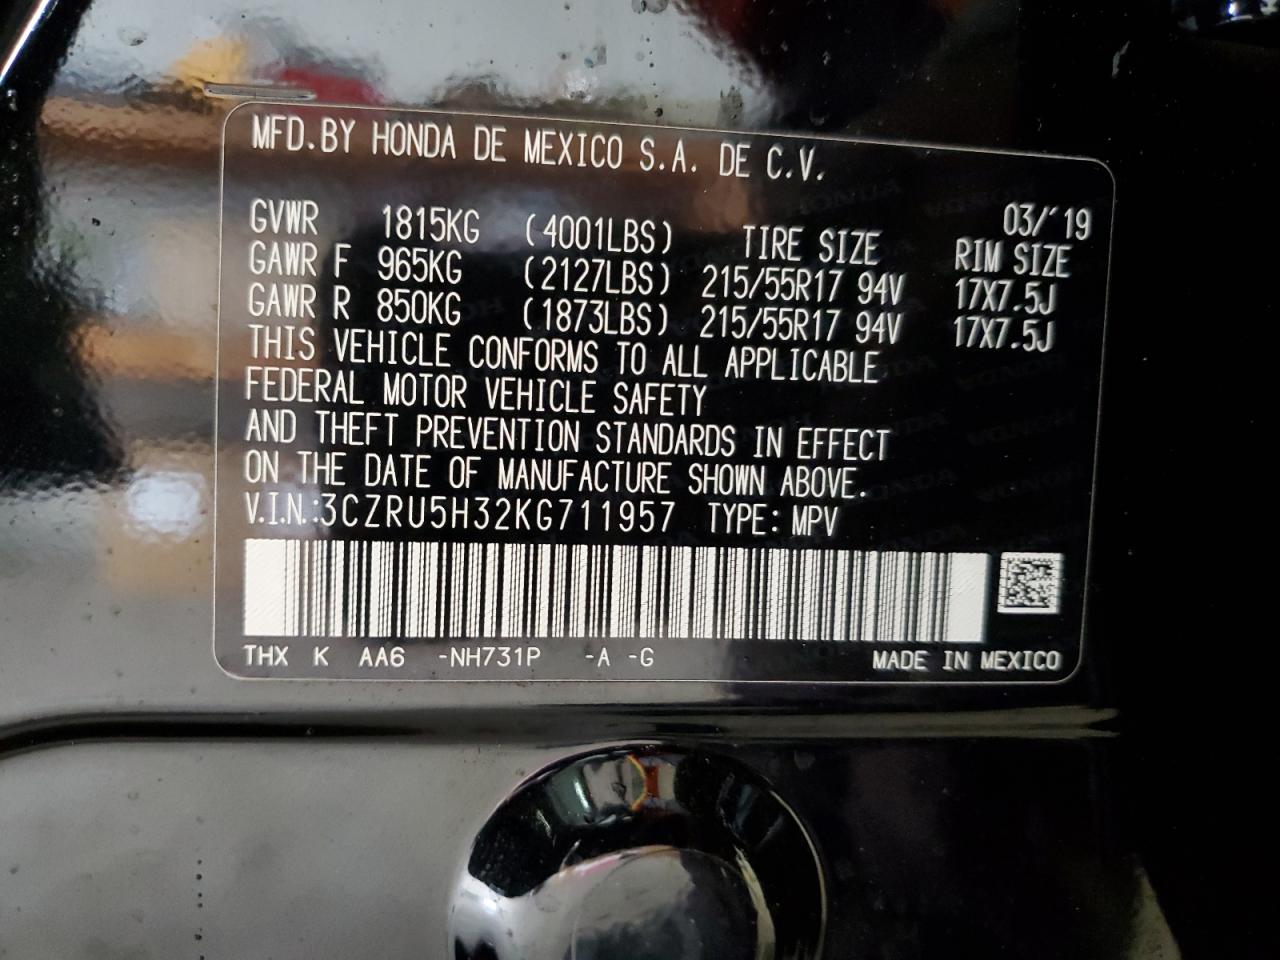 MFD.BY HONDA DE MEXICO S.A. DE C.V.
03/'19
GVWR 1815KG (4001LBS) TIRE SIZE RIM SIZE
GAWR F 965KG (2127LBS) 215/55R17 94V 17X7.5J
GAWR R 850KG (1873LBS) 215/55R17 94V 17X7.5J
THIS VEHICLE CONFORMS TO ALL APPLICABLE
FEDERAL MOTOR VEHICLE SAFETY
AND THEFT PREVENTION STANDARDS IN EFFECT
ON THE DATE OF MANUFACTURE SHOWN ABOVE.
V.I.N.:3CZRU5H32KG711957 TYPE: MPV
THX K AA6 -NH731P -A -G MADE IN MEXICO